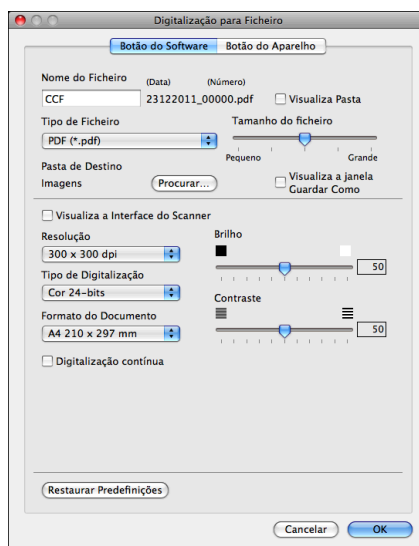 Digitalização para Ficheiro
Botão do Software Botão do Aparelho
Nome do Ficheiro (Data) (Número)
CCF 23122011_00000.pdf Visualiza Pasta
Tipo de Ficheiro Tamanho do ficheiro
PDF (*.pdf)
Pequeno Grande
Pasta de Destino
Imagens Procurar... Visualiza a janela
Guardar Como
Visualiza a Interface do Scanner
Resolução Brilho
300 x 300 dpi
50
Tipo de Digitalização
Cor 24-bits
Contraste
Formato do Documento
A4 210 x 297 mm 50
Digitalização contínua
Restaurar Predefinições
Cancelar OK